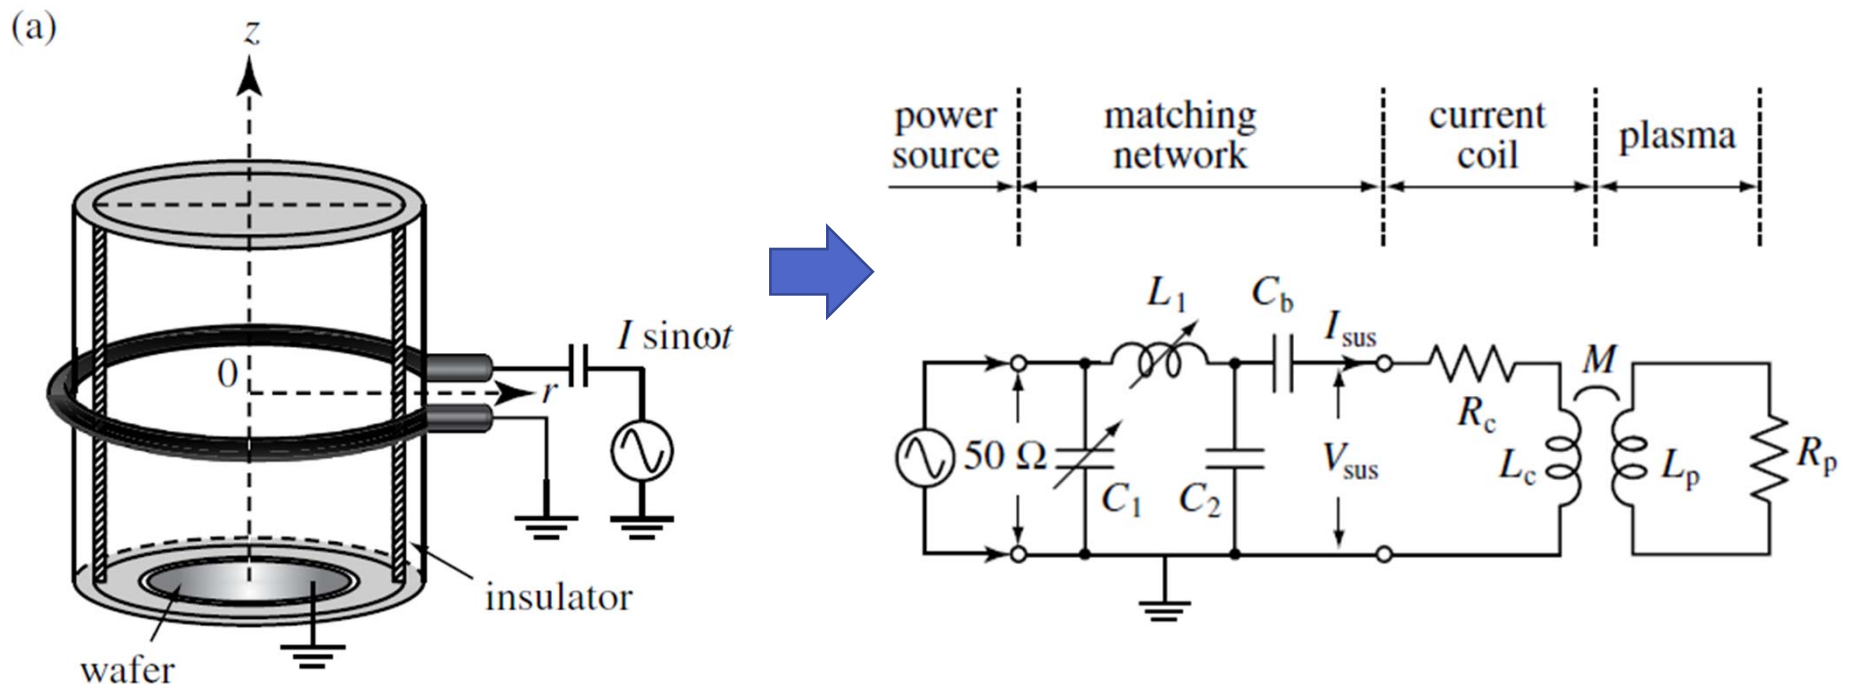 (a)
z
I sinωt
0
r
insulator
wafer
power
source
matching
network
current
coil
plasma
L1
Cb
Isus
M
Rc
50 Ω
C1
C2
Vsus
Lc
Lp
Rp